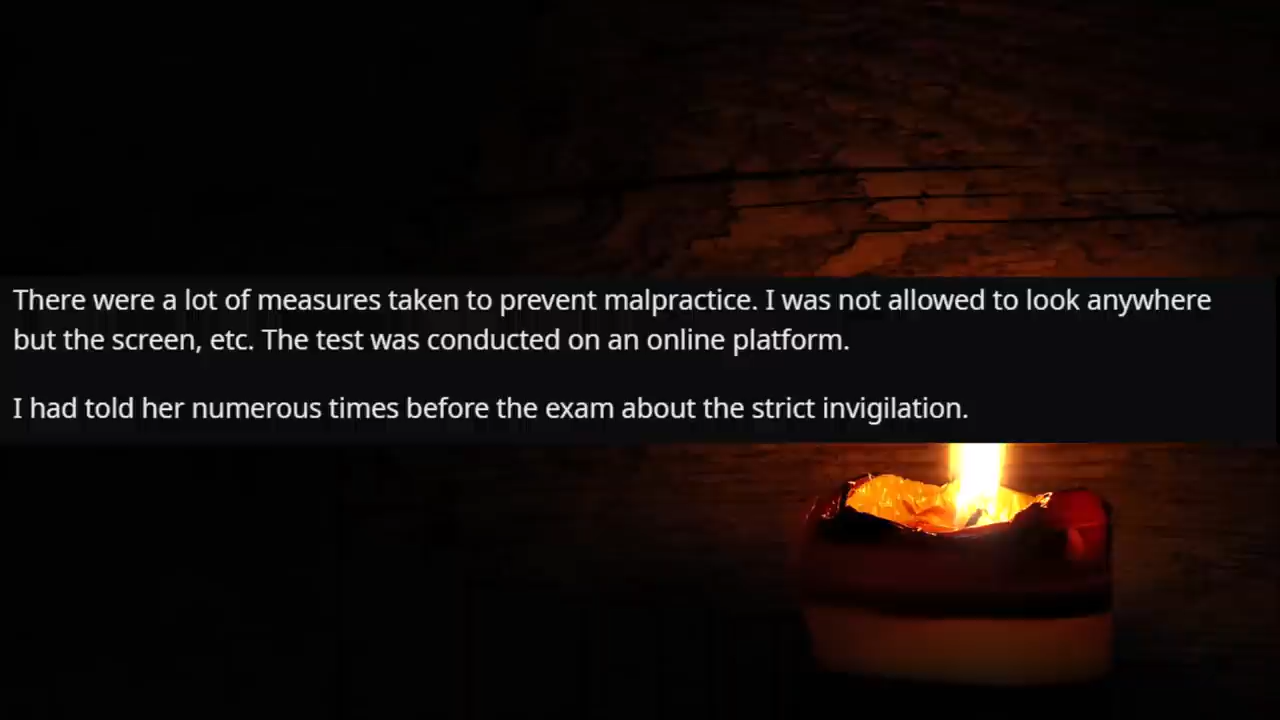 There were a lot of measures taken to prevent malpractice. I was not allowed to look anywhere
but the screen, etc. The test was conducted on an online platform.
I had told her numerous times before the exam about the strict invigilation.